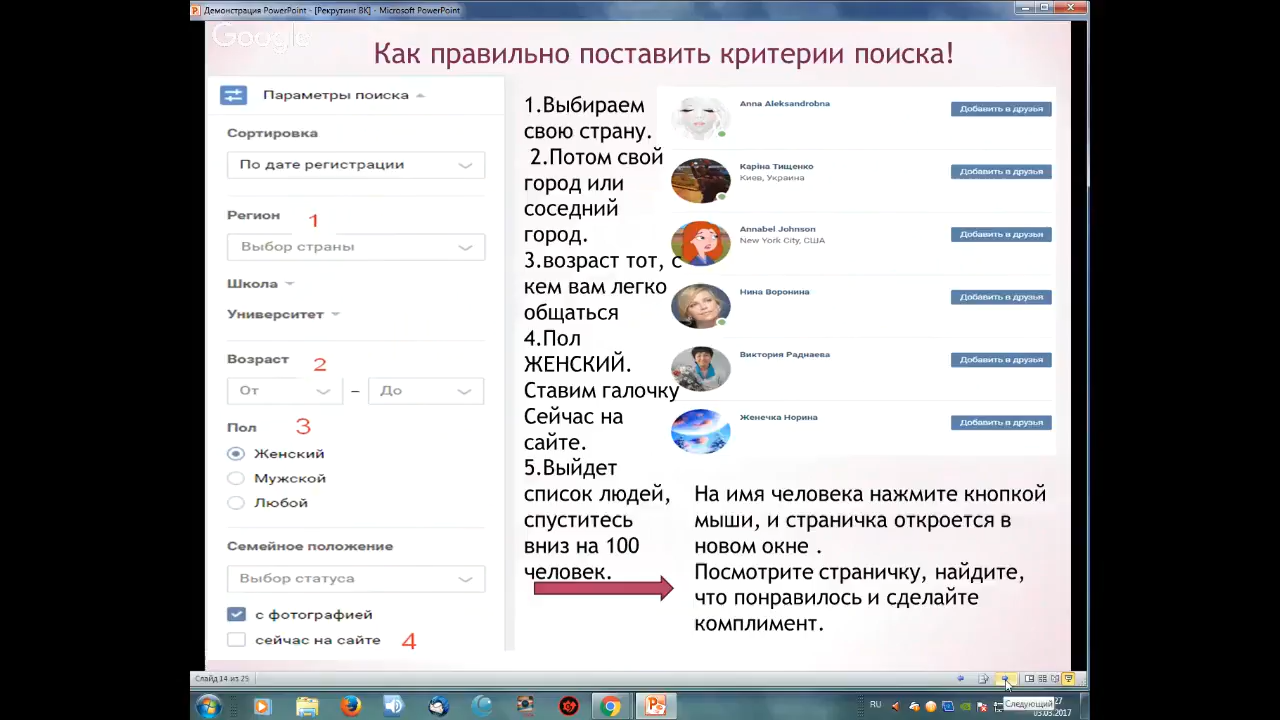 Демонстрация PowerPoint - [Рекрутинг ВК] - Microsoft PowerPoint
Google
Как правильно поставить критерии поиска!
Параметры поиска
Сортировка
По дате регистрации
Регион
1
Выбор страны
Школа
Университет
Возраст
2
От
–
До
Пол
3
Женский
Мужской
Любой
Семейное положение
Выбор статуса
с фотографией
сейчас на сайте
4
1.Выбираем
свою страну.
2.Потом свой
город или
соседний
город.
3.возраст тот, с
кем вам легко
общаться
4.Пол
ЖЕНСКИЙ.
Ставим галочку
Сейчас на
сайте.
5.Выйдет
список людей,
спуститесь
вниз на 100
человек.
Anna Aleksandrobna
Добавить в друзья
Каріна Тищенко
Киев, Украина
Добавить в друзья
Annabel Johnson
New York City, США
Добавить в друзья
Нина Воронина
Добавить в друзья
Виктория Раднаева
Добавить в друзья
Женечка Норина
Добавить в друзья
На имя человека нажмите кнопкой
мыши, и страничка откроется в
новом окне .
Посмотрите страничку, найдите,
что понравилось и сделайте
комплимент.
Слайд 14 из 25
RU
Следующий
03.03.2017